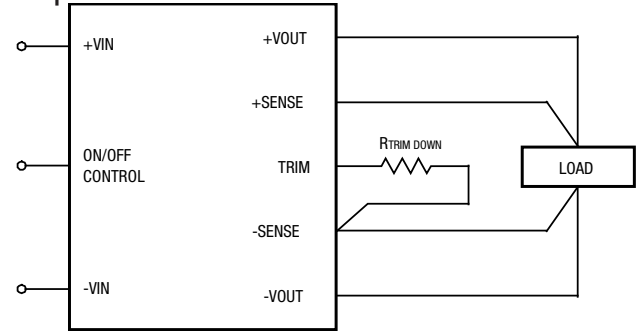 +VIN
+VOUT
+SENSE
RTRIM DOWN
ON/OFF
CONTROL
TRIM
LOAD
-SENSE
-VIN
-VOUT